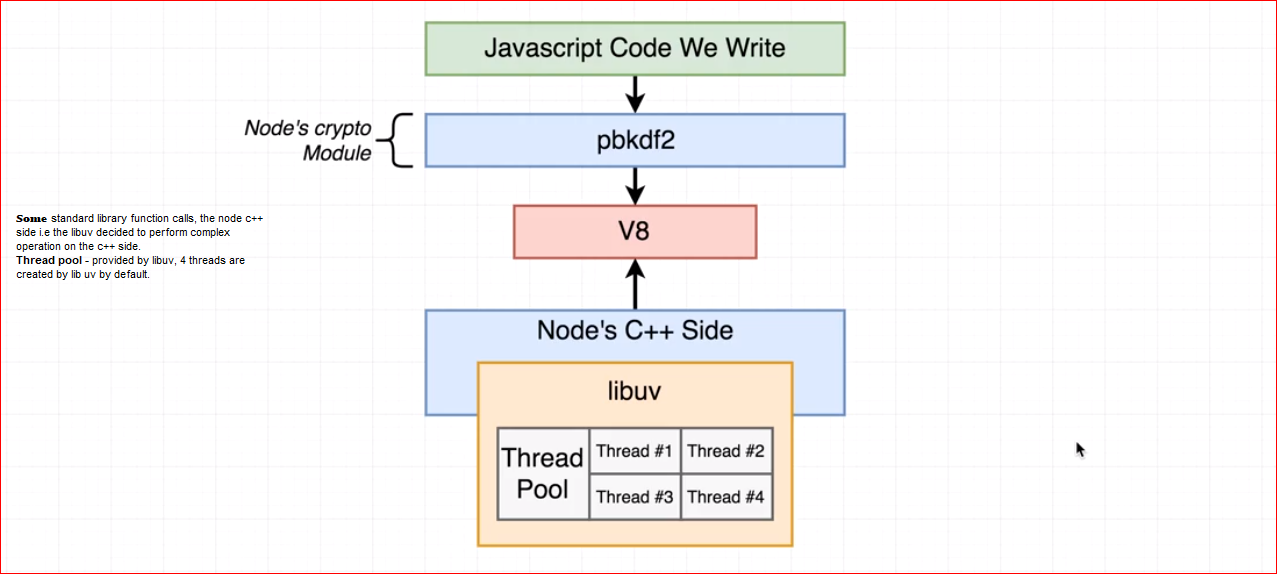 Javascript Code We Write
Node's crypto
Module
pbkdf2
Some standard library function calls, the node c++
side i.e the libuv decided to perform complex
operation on the c++ side.
Thread pool - provided by libuv, 4 threads are
created by lib uv by default.
V8
Node's C++ Side
libuv
Thread
Pool
Thread #1
Thread #2
Thread #3
Thread #4